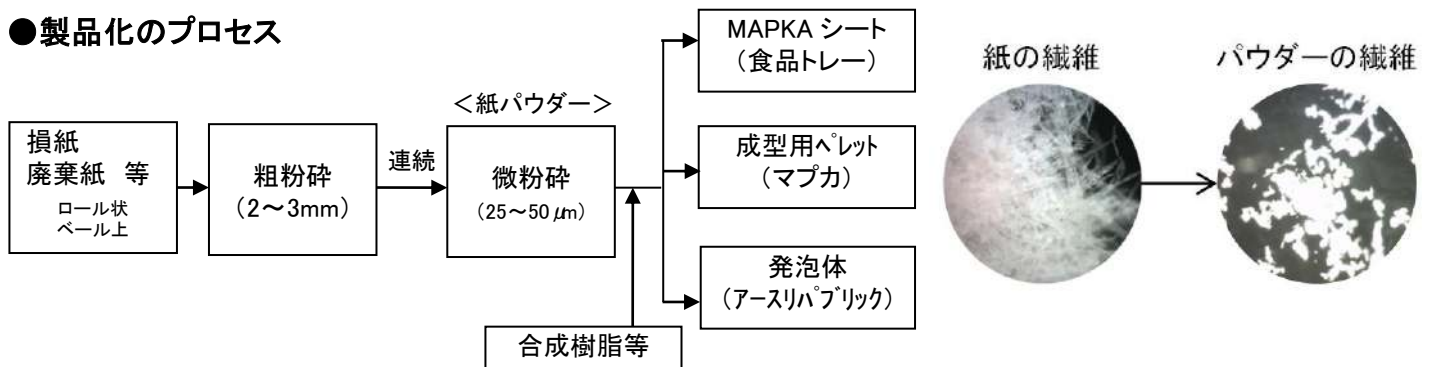 ●製品化のプロセス
損紙
廃棄紙 等
ロール状
ベール上
粗粉砕
（2～3mm）
連続
＜紙パウダー＞
微粉砕
（25～50μm）
合成樹脂等
MAPKA シート
（食品トレー）
成型用ﾍﾟﾚｯﾄ
（マプカ）
発泡体
（ｱｰｽﾘﾊﾟﾌﾞﾘｯｸ）
紙の繊維
パウダーの繊維